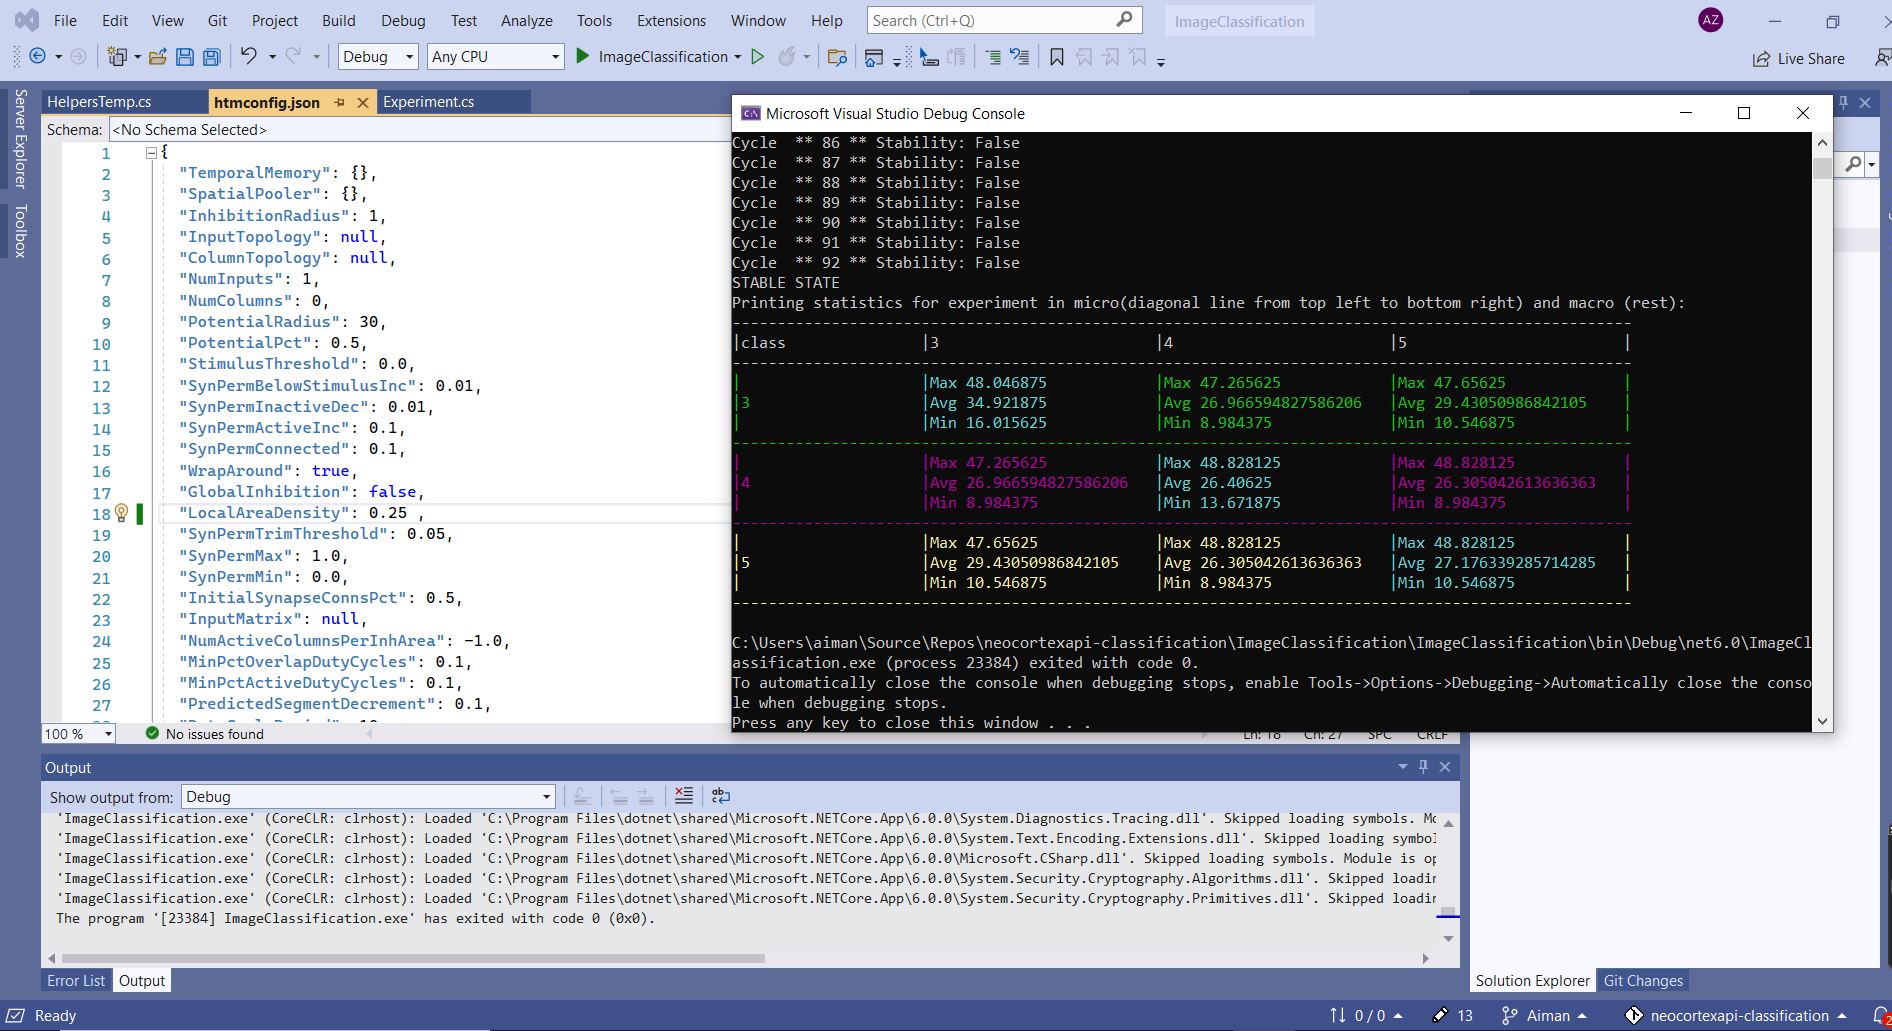 File Edit View Git Project Build Debug Test Analyze Tools Extensions Window Help Search (Ctrl+Q) ImageClassification AZ
Debug Any CPU ImageClassification Live Share
Server Explorer
Toolbox
HelpersTemp.cs htmconfig.json Experiment.cs
Schema: <No Schema Selected>
1 {
2 "TemporalMemory": {},
3 "SpatialPooler": {},
4 "InhibitionRadius": 1,
5 "InputTopology": null,
6 "ColumnTopology": null,
7 "NumInputs": 1,
8 "NumColumns": 0,
9 "PotentialRadius": 30,
10 "PotentialPct": 0.5,
11 "StimulusThreshold": 0.0,
12 "SynPermBelowStimulusInc": 0.01,
13 "SynPermInactiveDec": 0.01,
14 "SynPermActiveInc": 0.1,
15 "SynPermConnected": 0.1,
16 "WrapAround": true,
17 "GlobalInhibition": false,
18 "LocalAreaDensity": 0.25 ,
19 "SynPermTrimThreshold": 0.05,
20 "SynPermMax": 1.0,
21 "SynPermMin": 0.0,
22 "InitialSynapseConnsPct": 0.5,
23 "InputMatrix": null,
24 "NumActiveColumnsPerInhArea": -1.0,
25 "MinPctOverlapDutyCycles": 0.1,
26 "MinPctActiveDutyCycles": 0.1,
27 "PredictedSegmentDecrement": 0.1,
100 % No issues found Ln: 18 Ch: 27 SPC CRLF
Microsoft Visual Studio Debug Console
Cycle ** 86 ** Stability: False
Cycle ** 87 ** Stability: False
Cycle ** 88 ** Stability: False
Cycle ** 89 ** Stability: False
Cycle ** 90 ** Stability: False
Cycle ** 91 ** Stability: False
Cycle ** 92 ** Stability: False
STABLE STATE
Printing statistics for experiment in micro(diagonal line from top left to bottom right) and macro (rest):
|class |3 |4 |5 |
| |Max 48.046875 |Max 47.265625 |Max 47.65625 |
|3 |Avg 34.921875 |Avg 26.966594827586206 |Avg 29.43050986842105 |
| |Min 16.015625 |Min 8.984375 |Min 10.546875 |
| |Max 47.265625 |Max 48.828125 |Max 48.828125 |
|4 |Avg 26.966594827586206 |Avg 26.40625 |Avg 26.305042613636363 |
| |Min 8.984375 |Min 13.671875 |Min 8.984375 |
| |Max 47.65625 |Max 48.828125 |Max 48.828125 |
|5 |Avg 29.43050986842105 |Avg 26.305042613636363 |Avg 27.176339285714285 |
| |Min 10.546875 |Min 8.984375 |Min 10.546875 |
C:\Users\aiman\Source\Repos\neocortexapi-classification\ImageClassification\ImageClassification\bin\Debug\net6.0\ImageCl
assification.exe (process 23384) exited with code 0.
To automatically close the console when debugging stops, enable Tools->Options->Debugging->Automatically close the conso
le when debugging stops.
Press any key to close this window . . .
Output
Show output from: Debug
'ImageClassification.exe' (CoreCLR: clrhost): Loaded 'C:\Program Files\dotnet\shared\Microsoft.NETCore.App\6.0.0\System.Diagnostics.Tracing.dll'. Skipped loading symbols. Mo
'ImageClassification.exe' (CoreCLR: clrhost): Loaded 'C:\Program Files\dotnet\shared\Microsoft.NETCore.App\6.0.0\System.Text.Encoding.Extensions.dll'. Skipped loading symbol
'ImageClassification.exe' (CoreCLR: clrhost): Loaded 'C:\Program Files\dotnet\shared\Microsoft.NETCore.App\6.0.0\Microsoft.CSharp.dll'. Skipped loading symbols. Module is op
'ImageClassification.exe' (CoreCLR: clrhost): Loaded 'C:\Program Files\dotnet\shared\Microsoft.NETCore.App\6.0.0\System.Security.Cryptography.Algorithms.dll'. Skipped loadin
'ImageClassification.exe' (CoreCLR: clrhost): Loaded 'C:\Program Files\dotnet\shared\Microsoft.NETCore.App\6.0.0\System.Security.Cryptography.Primitives.dll'. Skipped loadin
The program '[23384] ImageClassification.exe' has exited with code 0 (0x0).
Error List Output
Solution Explorer Git Changes
Ready 0 / 0 13 Aiman neocortexapi-classification 2